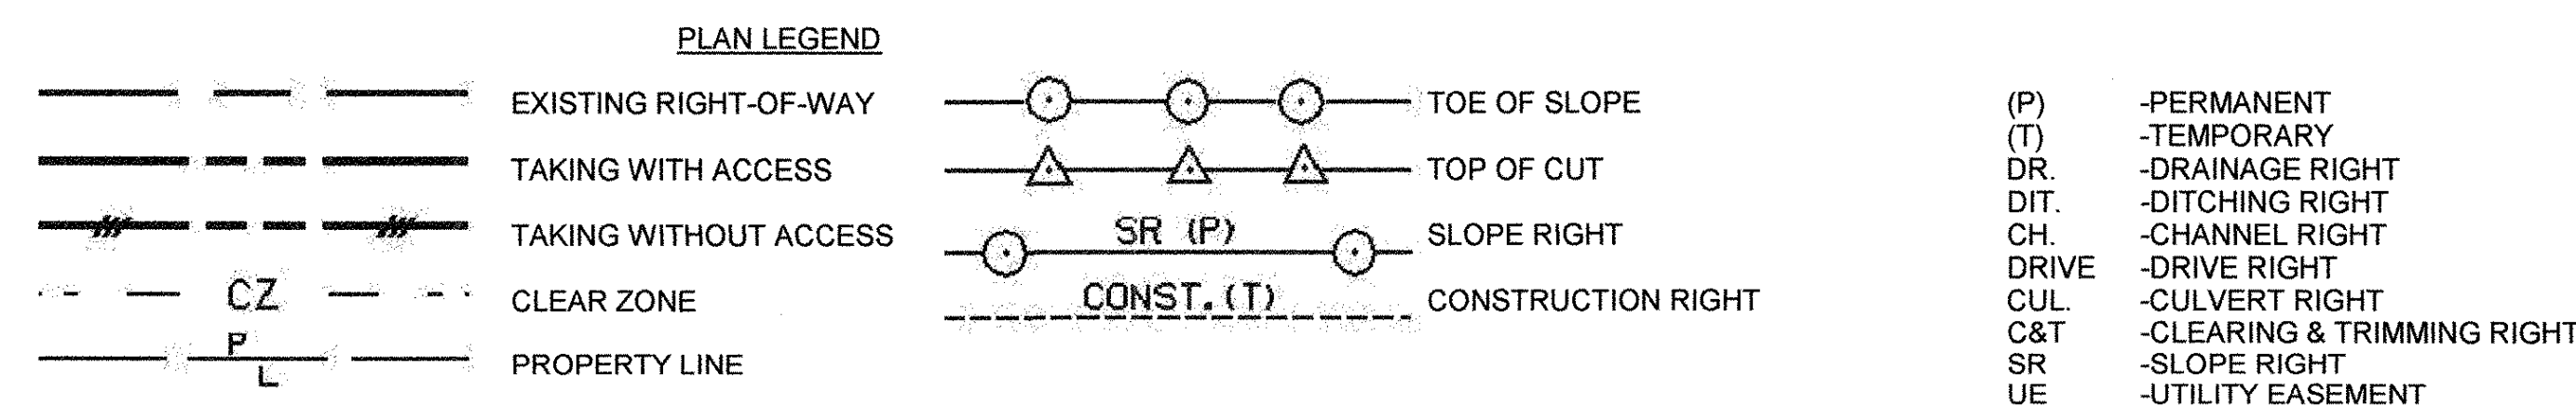 PLAN LEGEND
EXISTING RIGHT-OF-WAY
TAKING WITH ACCESS
TAKING WITHOUT ACCESS
CZ CLEAR ZONE
P L PROPERTY LINE
TOE OF SLOPE
TOP OF CUT
SR (P) SLOPE RIGHT
CONST. (T) CONSTRUCTION RIGHT
(P) -PERMANENT
(T) -TEMPORARY
DR. -DRAINAGE RIGHT
DIT. -DITCHING RIGHT
CH. -CHANNEL RIGHT
DRIVE -DRIVE RIGHT
CUL. -CULVERT RIGHT
C&T -CLEARING & TRIMMING RIGHT
SR -SLOPE RIGHT
UE -UTILITY EASEMENT